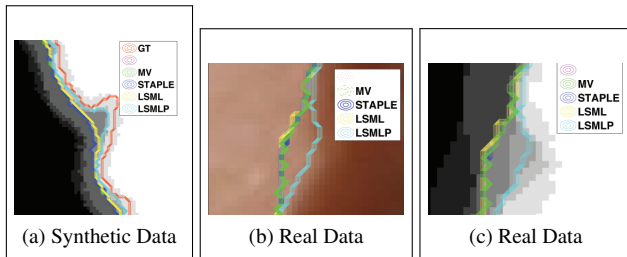 GT
MV
STAPLE
LSML
LSMLP
MV
STAPLE
LSML
LSMLP
MV
STAPLE
LSML
LSMLP
(a) Synthetic Data
(b) Real Data
(c) Real Data